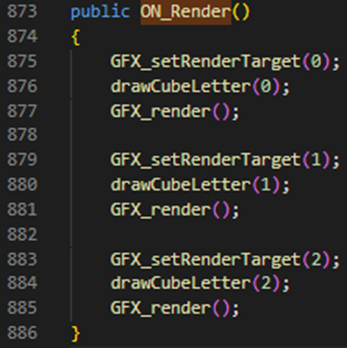 873 public ON_Render()
874 {
875 GFX_setRenderTarget(0);
876 drawCubeLetter(0);
877 GFX_render();
878
879 GFX_setRenderTarget(1);
880 drawCubeLetter(1);
881 GFX_render();
882
883 GFX_setRenderTarget(2);
884 drawCubeLetter(2);
885 GFX_render();
886 }